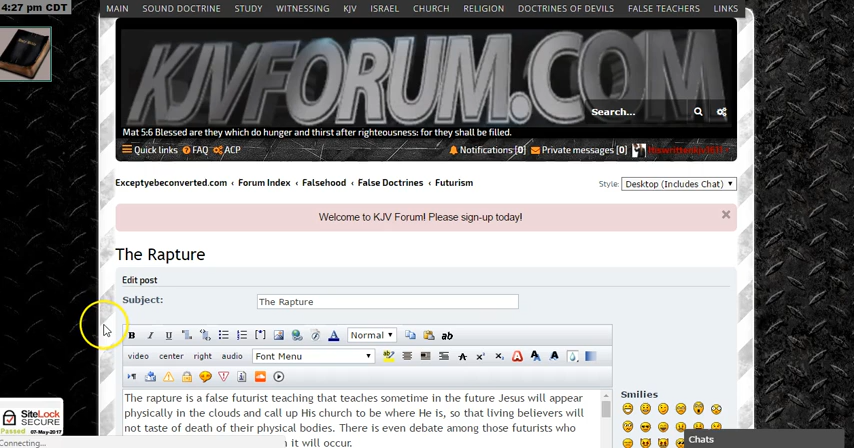 4:27 pm CDT
MAIN SOUND DOCTRINE STUDY WITNESSING KJV ISRAEL CHURCH RELIGION DOCTRINES OF DEVILS FALSE TEACHERS LINKS
KJVFORUM.COM
Search...
Mat 5:6 Blessed are they which do hunger and thirst after righteousness: for they shall be filled.
Quick links FAQ ACP Notifications [0] Private messages [0]
Exceptyebeconverted.com ‹ Forum Index ‹ Falsehood ‹ False Doctrines ‹ Futurism Style: Desktop (Includes Chat)
Welcome to KJV Forum! Please sign-up today!
The Rapture
Edit post
Subject: The Rapture
B I U Normal ab
video center right audio Font Menu
The rapture is a false futurist teaching that teaches sometime in the future Jesus will appear
physically in the clouds and call up His church to be where He is, so that living believers will
not taste of death of their physical bodies. There is even debate among those futurists who
it will occur.
Smilies
SiteLock
SECURE
Passed 07-May-2017
Connecting...
Chats